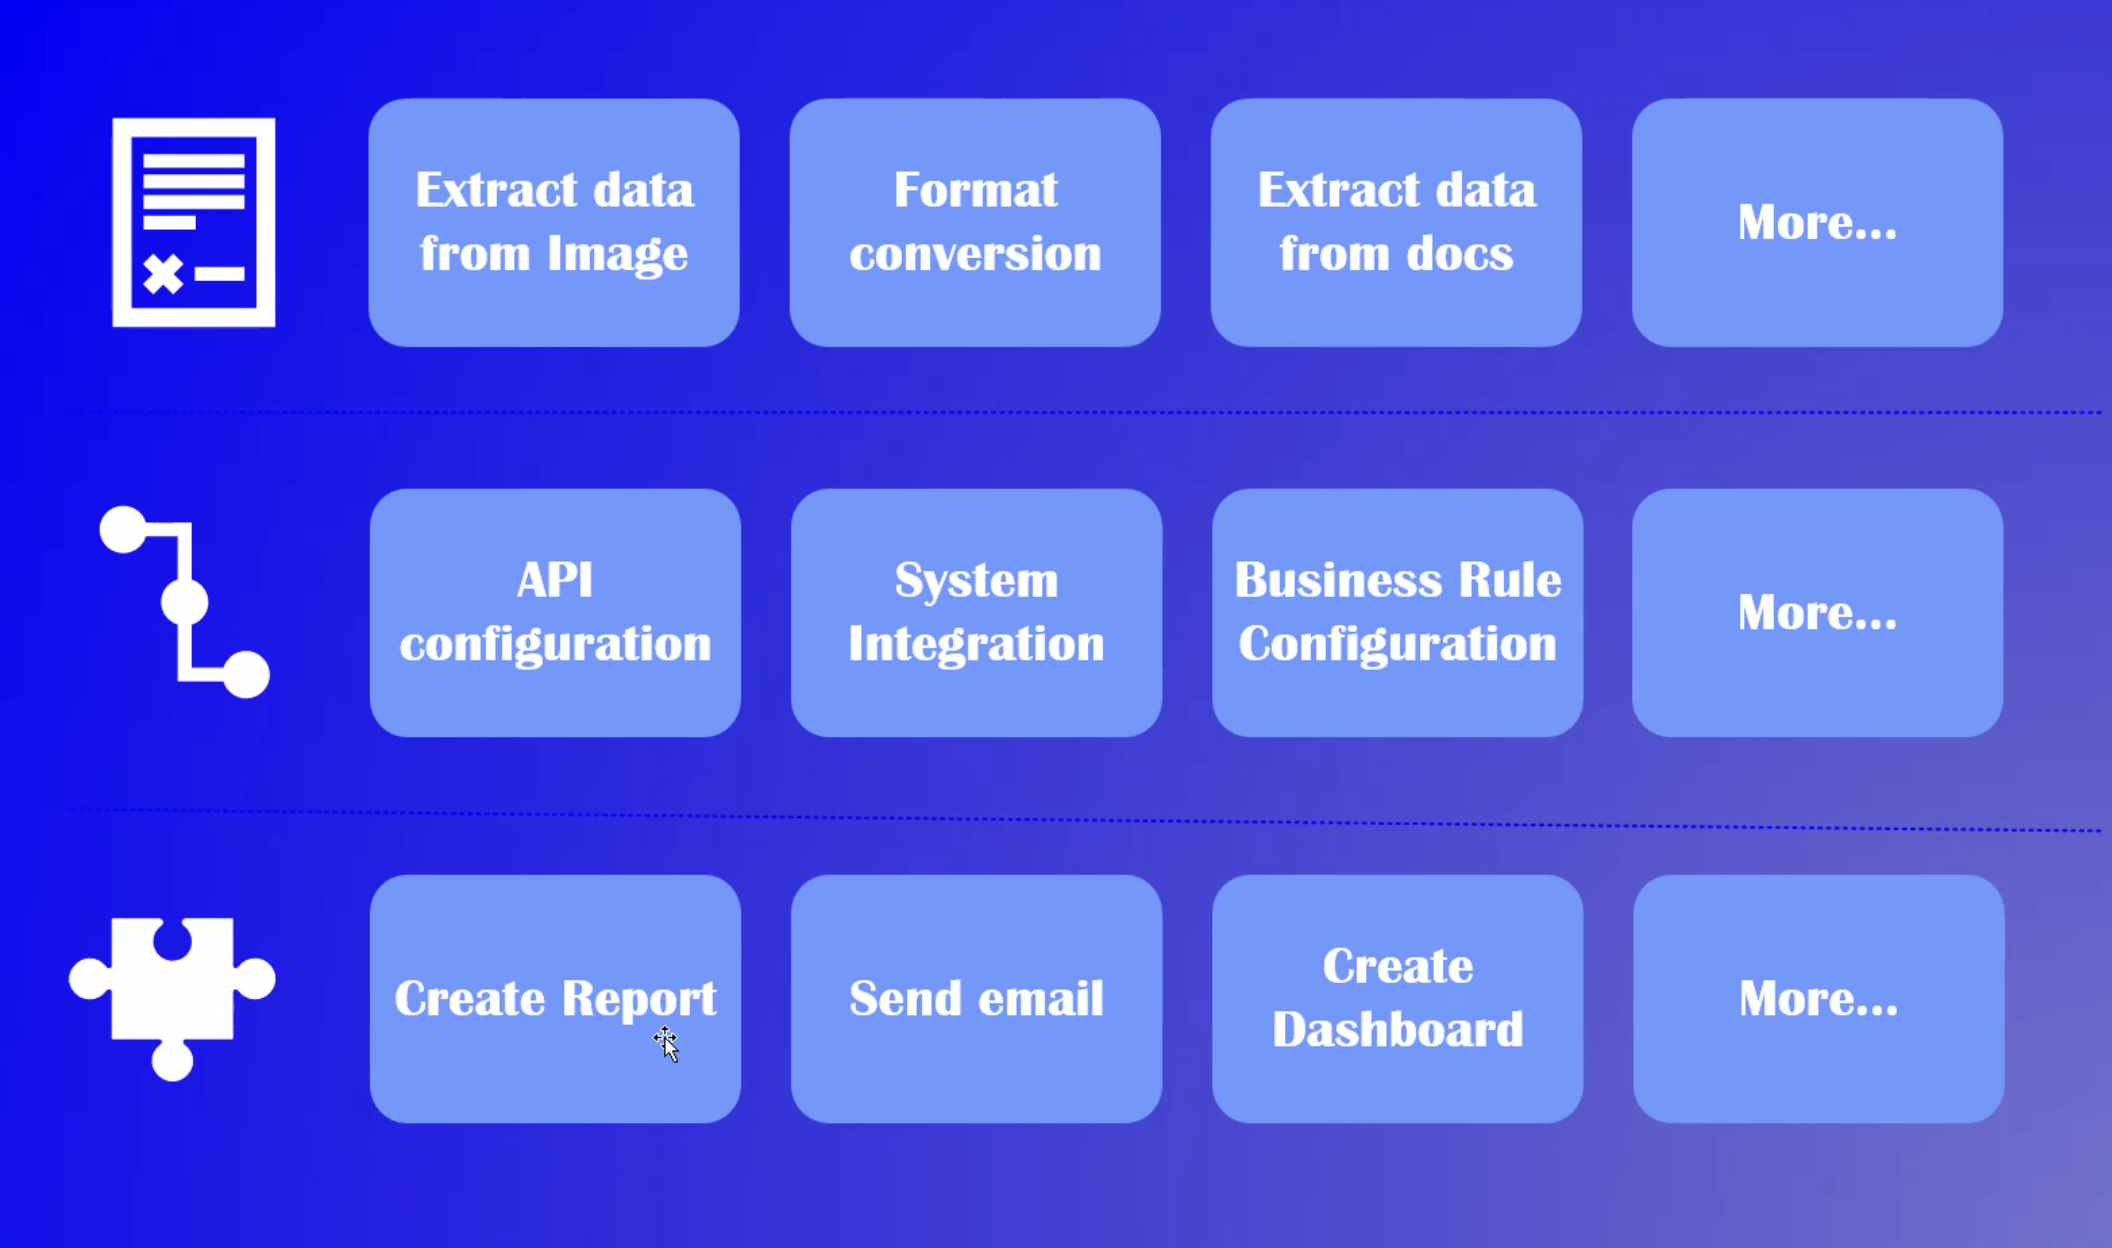 Extract data
from Image
Format
conversion
Extract data
from docs
More...
API
configuration
System
Integration
Business Rule
Configuration
More...
Create Report
Send email
Create
Dashboard
More...